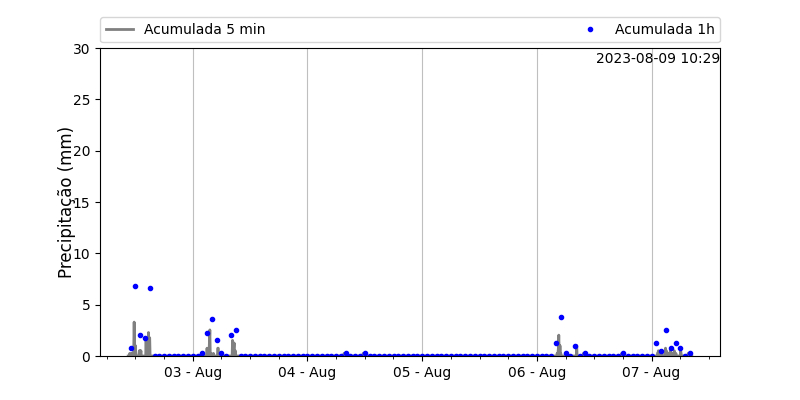 Acumulada 5 min
Acumulada 1h
2023-08-09 10:29
Precipitação (mm)
30
25
20
15
10
5
0
03 - Aug
04 - Aug
05 - Aug
06 - Aug
07 - Aug